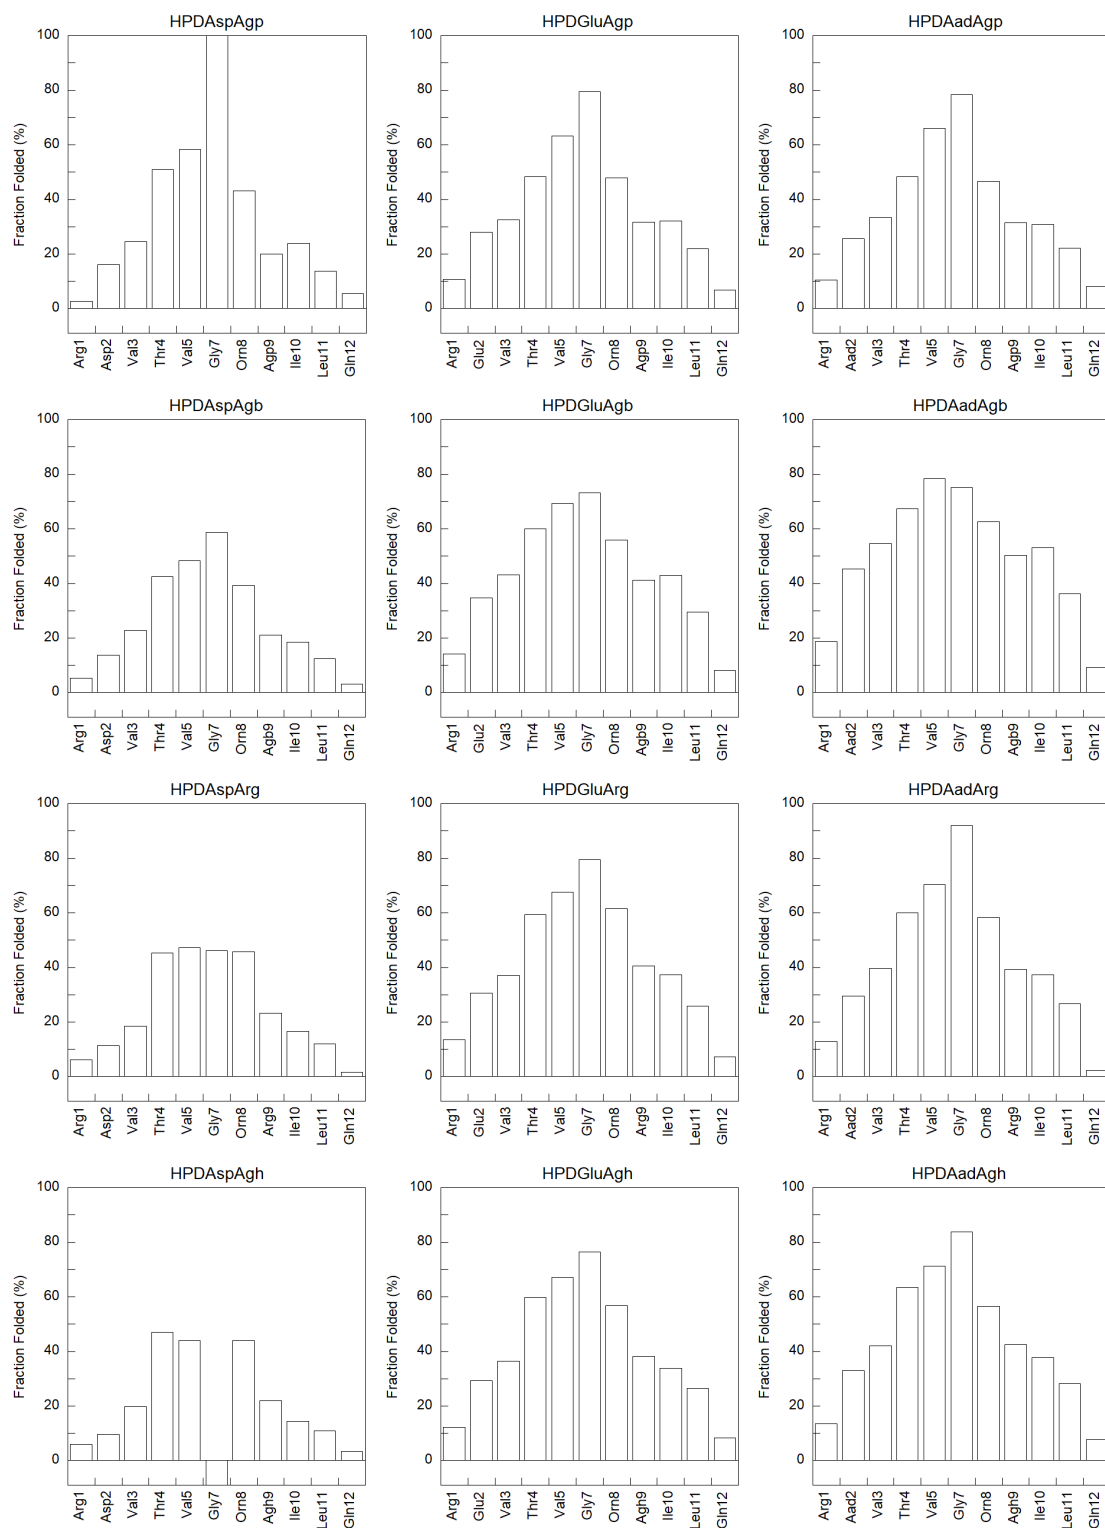 HPDAspAgp
HPDGluAgp
HPDAadAgp
Fraction Folded (%)
100
80
60
40
20
0
Arg1 Asp2 Val3 Thr4 Val5 Gly7 Orn8 Agp9 Ile10 Leu11 Gln12
Fraction Folded (%)
100
80
60
40
20
0
Arg1 Glu2 Val3 Thr4 Val5 Gly7 Orn8 Agp9 Ile10 Leu11 Gln12
Fraction Folded (%)
100
80
60
40
20
0
Arg1 Aad2 Val3 Thr4 Val5 Gly7 Orn8 Agp9 Ile10 Leu11 Gln12
HPDAspAgb
HPDGluAgb
HPDAadAgb
Fraction Folded (%)
100
80
60
40
20
0
Arg1 Asp2 Val3 Thr4 Val5 Gly7 Orn8 Agb9 Ile10 Leu11 Gln12
Fraction Folded (%)
100
80
60
40
20
0
Arg1 Glu2 Val3 Thr4 Val5 Gly7 Orn8 Agb9 Ile10 Leu11 Gln12
Fraction Folded (%)
100
80
60
40
20
0
Arg1 Aad2 Val3 Thr4 Val5 Gly7 Orn8 Agb9 Ile10 Leu11 Gln12
HPDAspArg
HPDGluArg
HPDAadArg
Fraction Folded (%)
100
80
60
40
20
0
Arg1 Asp2 Val3 Thr4 Val5 Gly7 Orn8 Arg9 Ile10 Leu11 Gln12
Fraction Folded (%)
100
80
60
40
20
0
Arg1 Glu2 Val3 Thr4 Val5 Gly7 Orn8 Arg9 Ile10 Leu11 Gln12
Fraction Folded (%)
100
80
60
40
20
0
Arg1 Aad2 Val3 Thr4 Val5 Gly7 Orn8 Arg9 Ile10 Leu11 Gln12
HPDAspAgh
HPDGluAgh
HPDAadAgh
Fraction Folded (%)
100
80
60
40
20
0
Arg1 Asp2 Val3 Thr4 Val5 Gly7 Orn8 Agh9 Ile10 Leu11 Gln12
Fraction Folded (%)
100
80
60
40
20
0
Arg1 Glu2 Val3 Thr4 Val5 Gly7 Orn8 Agh9 Ile10 Leu11 Gln12
Fraction Folded (%)
100
80
60
40
20
0
Arg1 Aad2 Val3 Thr4 Val5 Gly7 Orn8 Agh9 Ile10 Leu11 Gln12